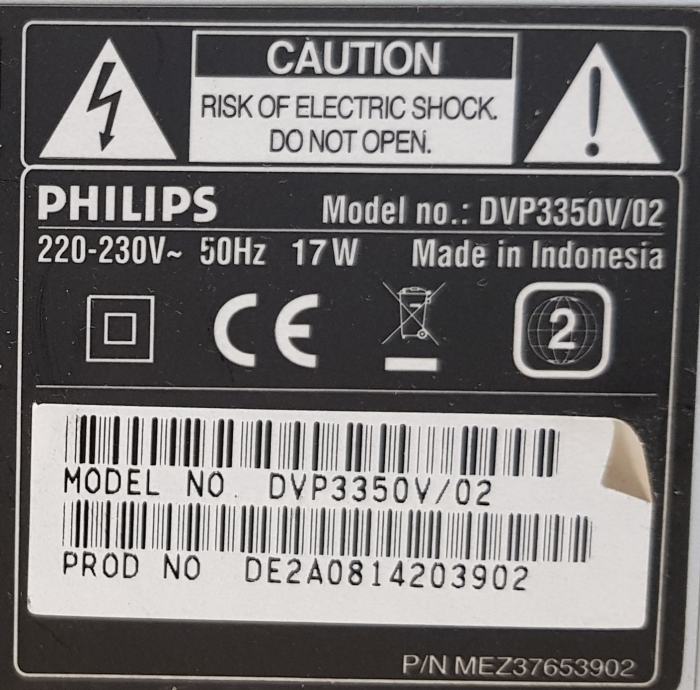 CAUTION
RISK OF ELECTRIC SHOCK.
DO NOT OPEN.
PHILIPS Model no.: DVP3350V/02
220-230V~ 50Hz 17W Made in Indonesia
CE 2
MODEL NO. DVP3350V/02
PROD NO DE2A0814203902
P/N MEZ37653902